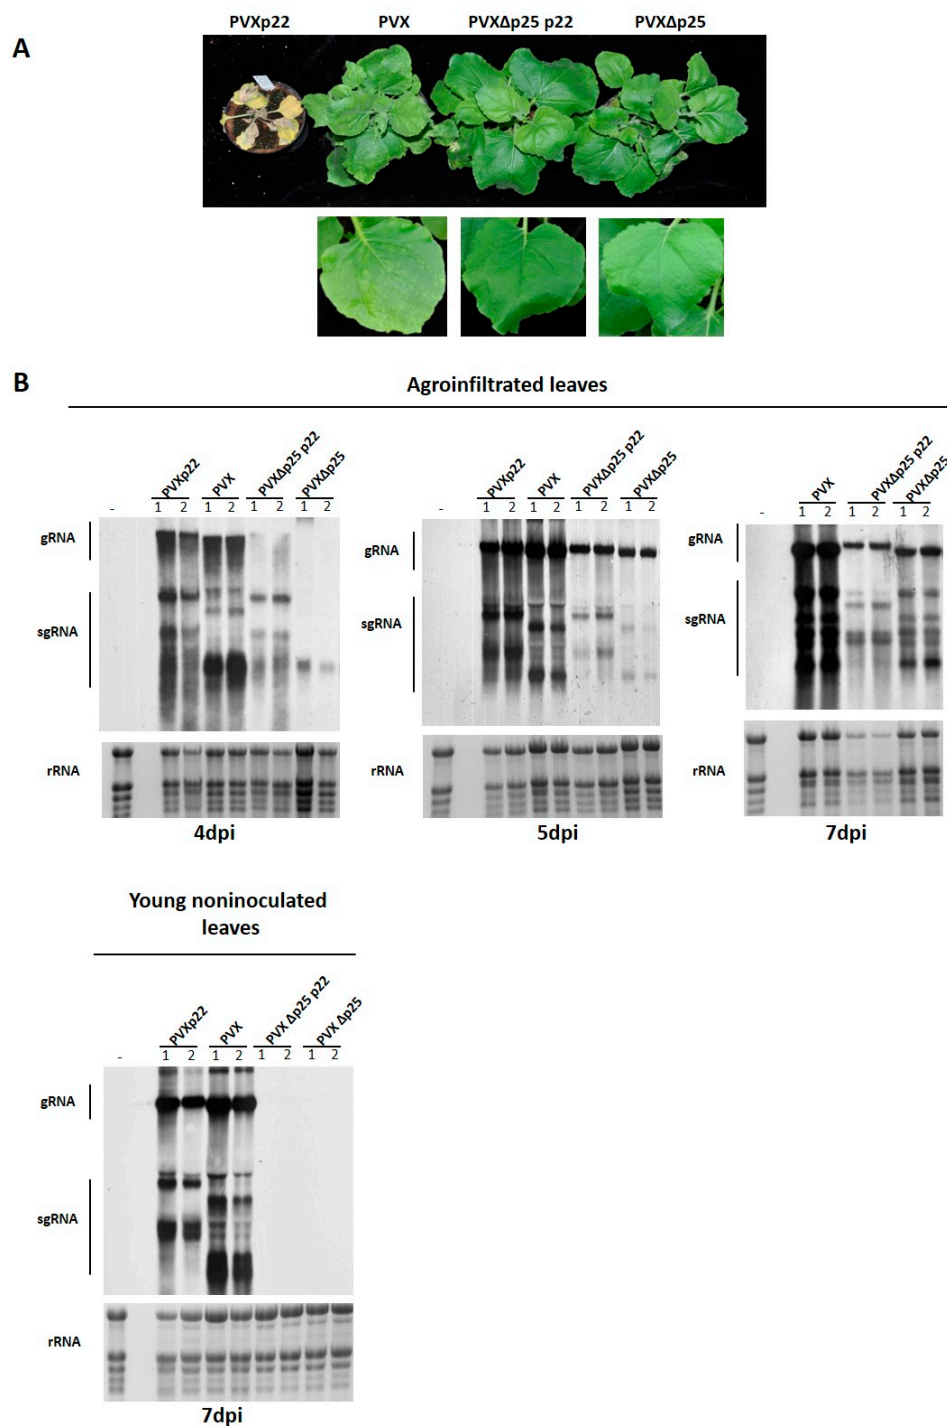 PVXp22 PVX PVXΔp25 p22 PVXΔp25
A
B
Agroinfiltrated leaves
PVXp22 PVX PVXΔp25 p22 PVXΔp25
- 1 2 1 2 1 2 1 2
gRNA
sgRNA
rRNA
4dpi
PVXp22 PVX PVXΔp25 p22 PVXΔp25
- 1 2 1 2 1 2 1 2
gRNA
sgRNA
rRNA
5dpi
PVX PVXΔp25 p22 PVXΔp25
- 1 2 1 2 1 2
gRNA
sgRNA
rRNA
7dpi
Young noninoculated
leaves
PVXp22 PVX PVX Δp25 p22 PVX Δp25
- 1 2 1 2 1 2 1 2
gRNA
sgRNA
rRNA
7dpi